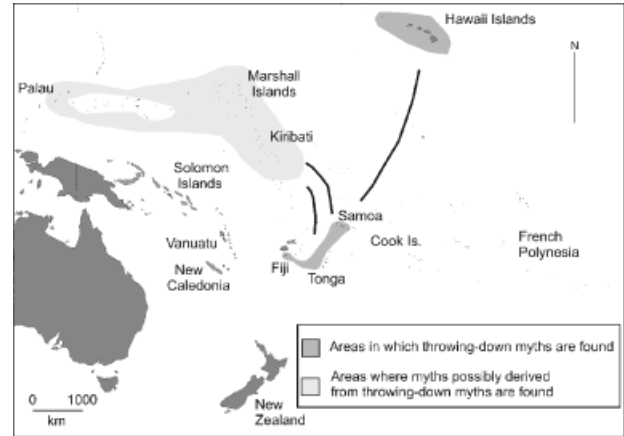 Hawaii Islands
N
Palau
Marshall
Islands
Kiribati
Solomon
Islands
Samoa
Vanuatu
Cook Is.
French
Polynesia
Fiji
New
Caledonia
Tonga
Areas in which throwing-down myths are found
Areas where myths possibly derived
from throwing-down myths are found
0 1000
km
New
Zealand